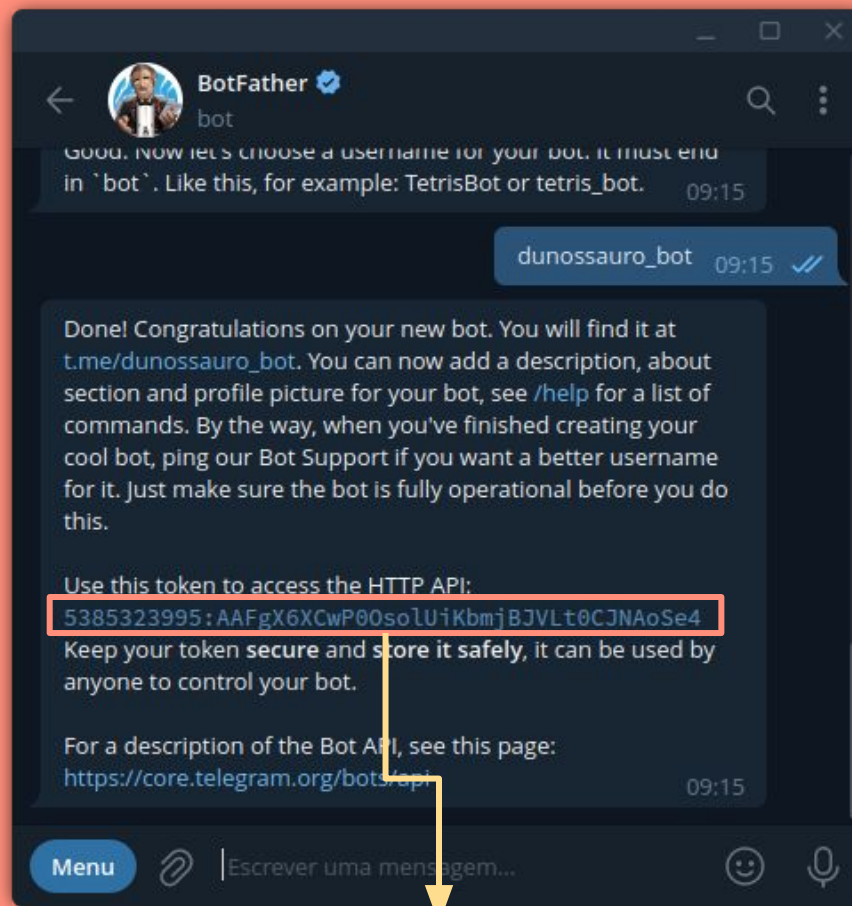 BotFather
bot
Good. Now let's choose a username for your bot. It must end
in `bot`. Like this, for example: TetrisBot or tetris_bot.
09:15
dunossauro_bot 09:15
Done! Congratulations on your new bot. You will find it at
t.me/dunossauro_bot. You can now add a description, about
section and profile picture for your bot, see /help for a list of
commands. By the way, when you've finished creating your
cool bot, ping our Bot Support if you want a better username
for it. Just make sure the bot is fully operational before you do
this.
Use this token to access the HTTP API:
5385323995:AAFgX6XCwP0OsolUiKbmjBJVLt0CJNAoSe4
Keep your token secure and store it safely, it can be used by
anyone to control your bot.
For a description of the Bot API, see this page:
https://core.telegram.org/bots/api
09:15
Menu
Escrever uma mensagem...